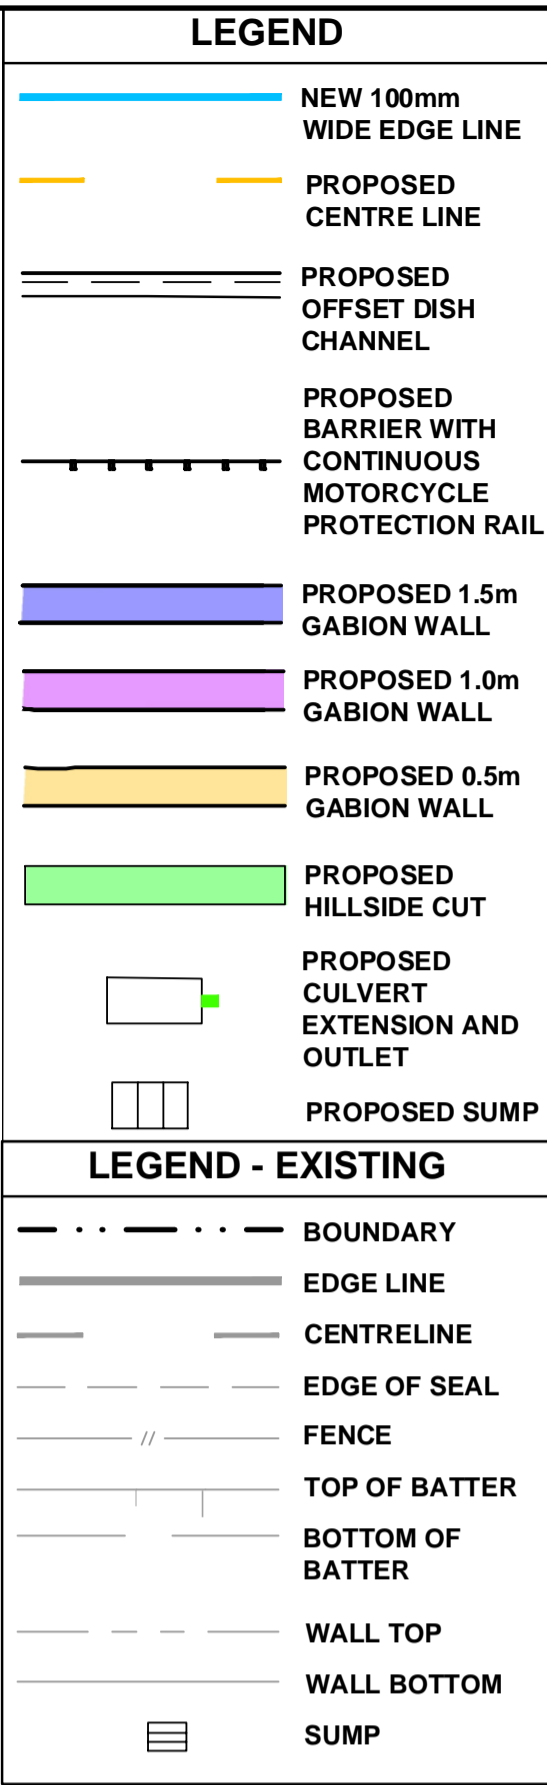 LEGEND
NEW 100mm
WIDE EDGE LINE
PROPOSED
CENTRE LINE
PROPOSED
OFFSET DISH
CHANNEL
PROPOSED
BARRIER WITH
CONTINUOUS
MOTORCYCLE
PROTECTION RAIL
PROPOSED 1.5m
GABION WALL
PROPOSED 1.0m
GABION WALL
PROPOSED 0.5m
GABION WALL
PROPOSED
HILLSIDE CUT
PROPOSED
CULVERT
EXTENSION AND
OUTLET
PROPOSED SUMP
LEGEND - EXISTING
BOUNDARY
EDGE LINE
CENTRELINE
EDGE OF SEAL
FENCE
TOP OF BATTER
BOTTOM OF
BATTER
WALL TOP
WALL BOTTOM
SUMP